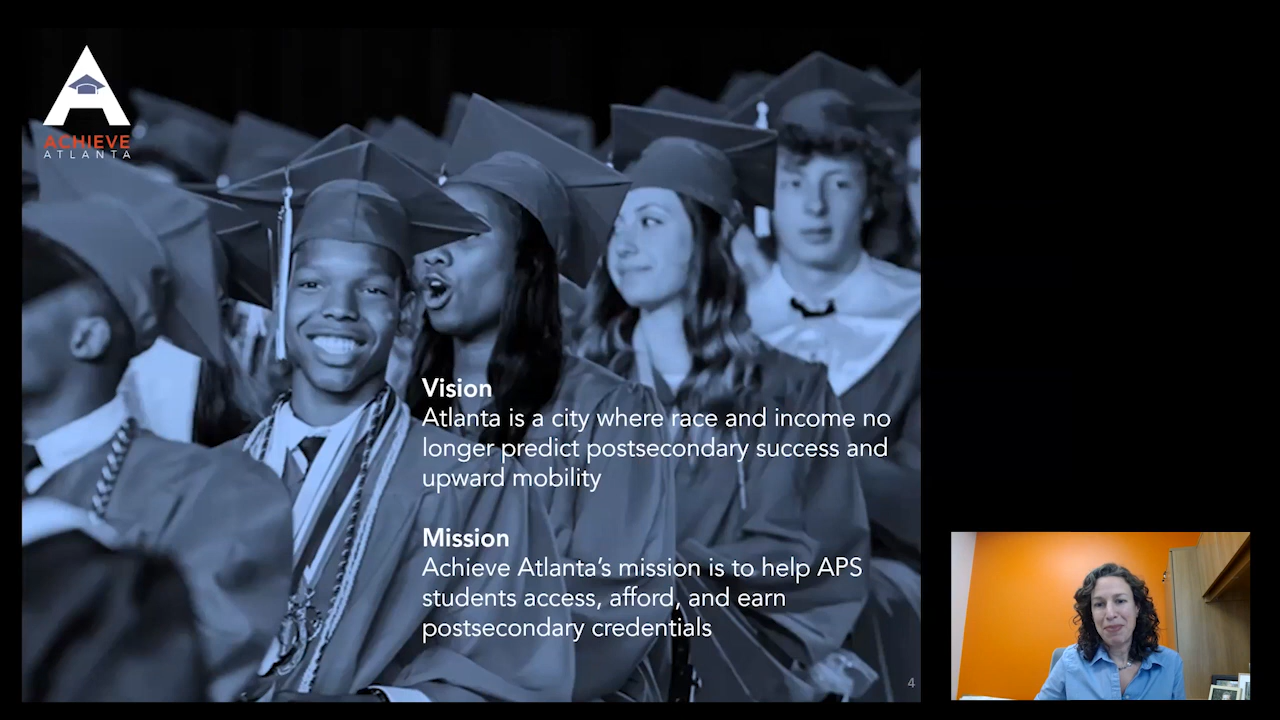 ACHIEVE
ATLANTA
Vision
Atlanta is a city where race and income no
longer predict postsecondary success and
upward mobility
Mission
Achieve Atlanta's mission is to help APS
students access, afford, and earn
postsecondary credentials
4